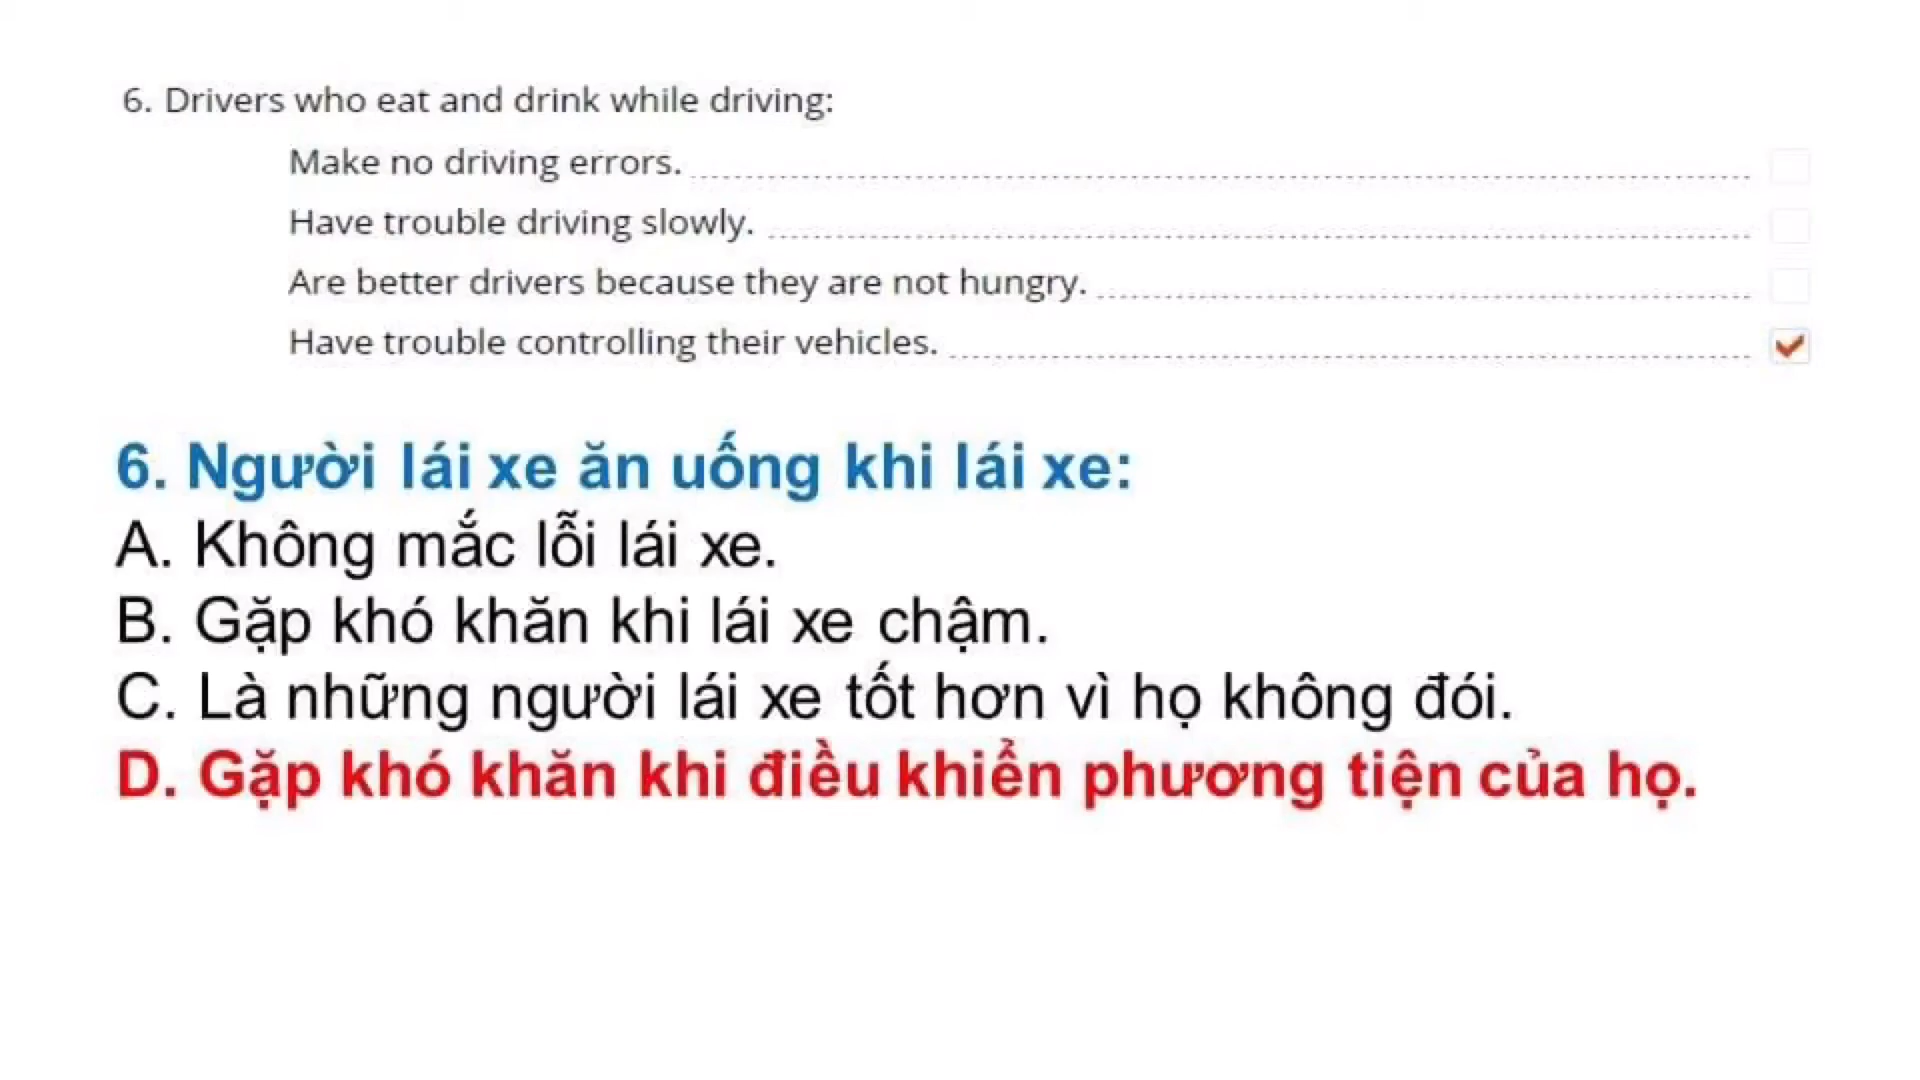 6. Drivers who eat and drink while driving:
Make no driving errors.
Have trouble driving slowly.
Are better drivers because they are not hungry.
Have trouble controlling their vehicles.
6. Người lái xe ăn uống khi lái xe:
A. Không mắc lỗi lái xe.
B. Gặp khó khăn khi lái xe chậm.
C. Là những người lái xe tốt hơn vì họ không đói.
D. Gặp khó khăn khi điều khiển phương tiện của họ.